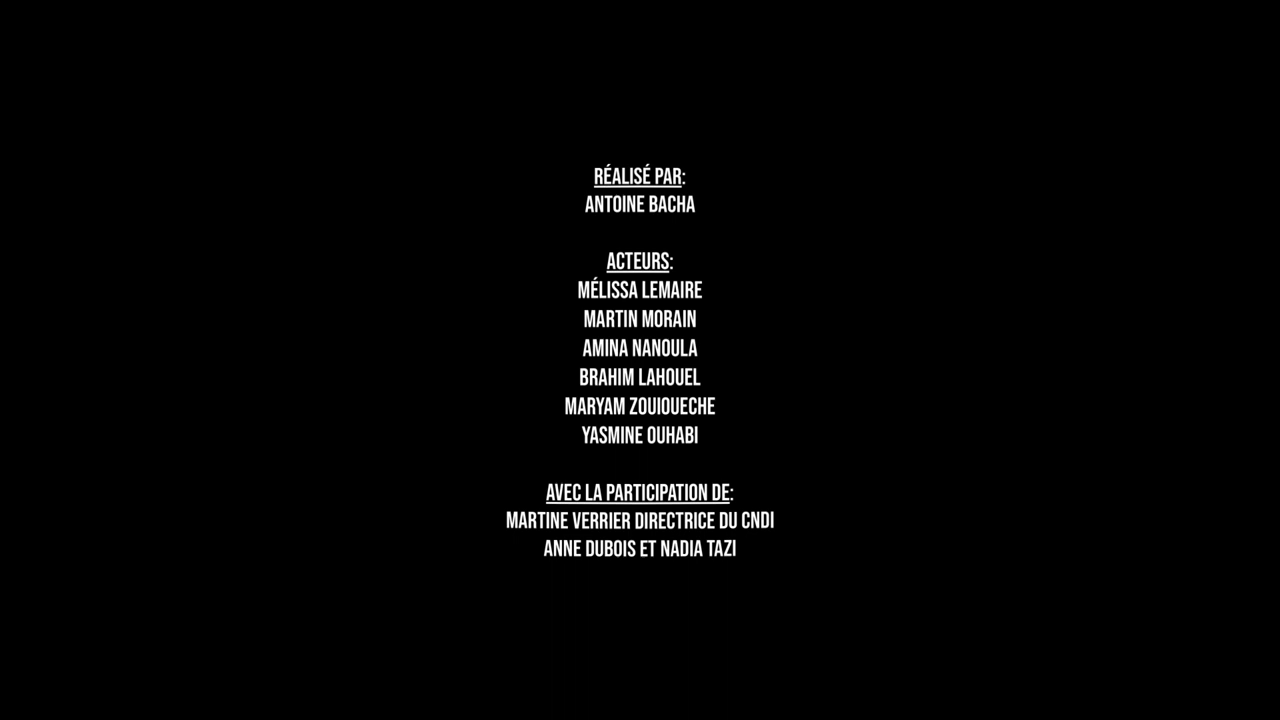 RÉALISÉ PAR:
ANTOINE BACHA
ACTEURS:
MÉLISSA LEMAIRE
MARTIN MORAIN
AMINA NANOULA
BRAHIM LAHOUEL
MARYAM ZOUIOUECHE
YASMINE OUHABI
AVEC LA PARTICIPATION DE:
MARTINE VERRIER DIRECTRICE DU CNDI
ANNE DUBOIS ET NADIA TAZI